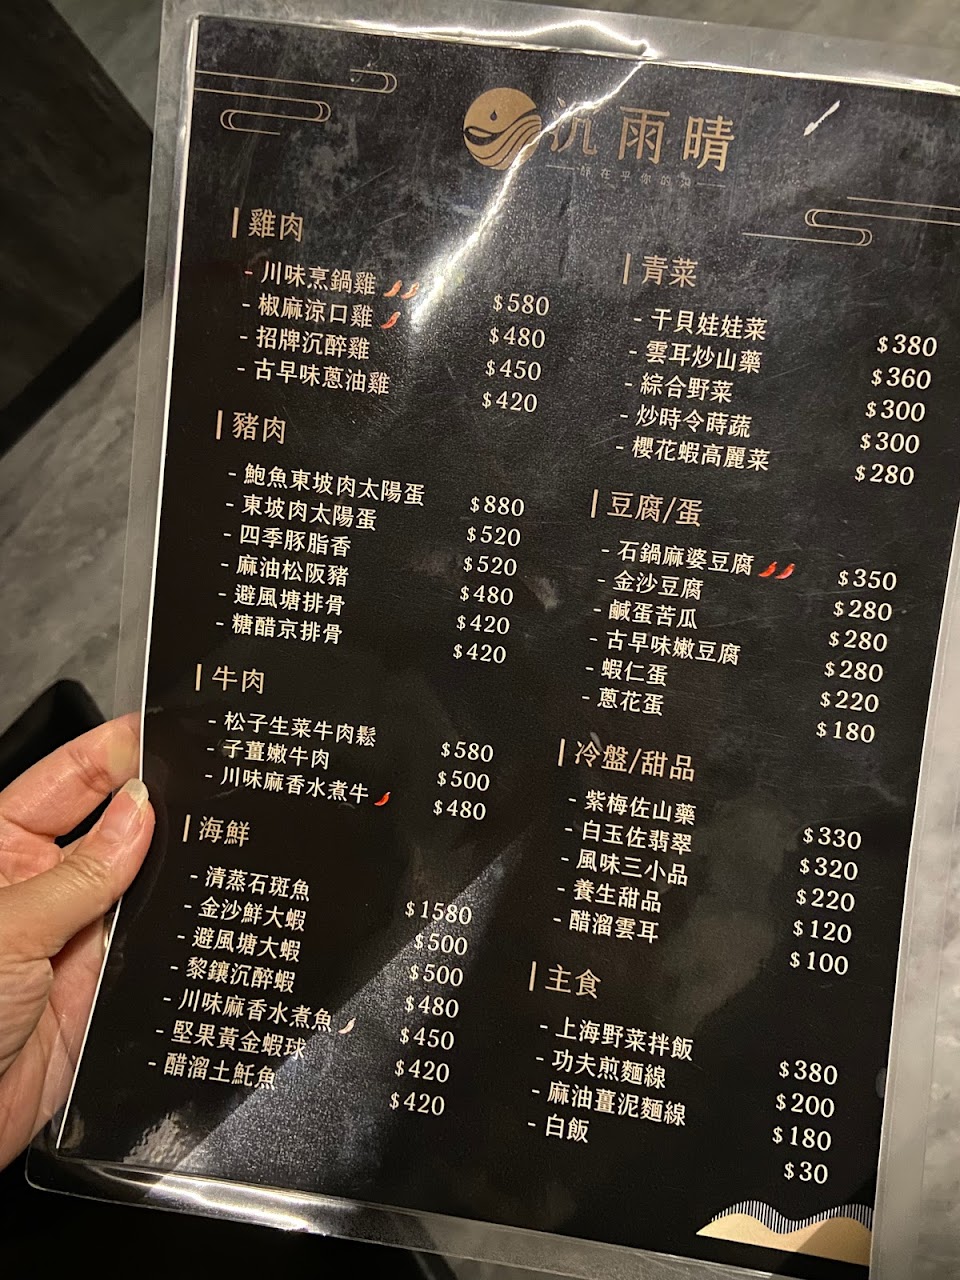 沉雨晴
雞肉
- 川味烹鍋雞 $580
- 椒麻涼口雞 $480
- 招牌沉醉雞 $450
- 古早味蔥油雞 $420
豬肉
- 鮑魚東坡肉太陽蛋 $880
- 東坡肉太陽蛋 $520
- 四季豚脂香 $520
- 麻油松阪豬 $480
- 避風塘排骨 $420
- 糖醋京排骨 $420
牛肉
- 松子生菜牛肉鬆 $580
- 子薑嫩牛肉 $500
- 川味麻香水煮牛 $480
海鮮
- 清蒸石斑魚 $1580
- 金沙鮮大蝦 $500
- 避風塘大蝦 $500
- 黎鑲沉醉蝦 $480
- 川味麻香水煮魚 $450
- 堅果黃金蝦球 $420
- 醋溜土魠魚 $420
青菜
- 干貝娃娃菜 $380
- 雲耳炒山藥 $360
- 綜合野菜 $300
- 炒時令蒔蔬 $300
- 櫻花蝦高麗菜 $280
豆腐/蛋
- 石鍋麻婆豆腐 $350
- 金沙豆腐 $280
- 鹹蛋苦瓜 $280
- 古早味嫩豆腐 $280
- 蝦仁蛋 $220
- 蔥花蛋 $180
冷盤/甜品
- 紫梅佐山藥 $330
- 白玉佐翡翠 $320
- 風味三小品 $220
- 養生甜品 $120
- 醋溜雲耳 $100
主食
- 上海野菜拌飯 $380
- 功夫煎麵線 $200
- 麻油薑泥麵線 $180
- 白飯 $30